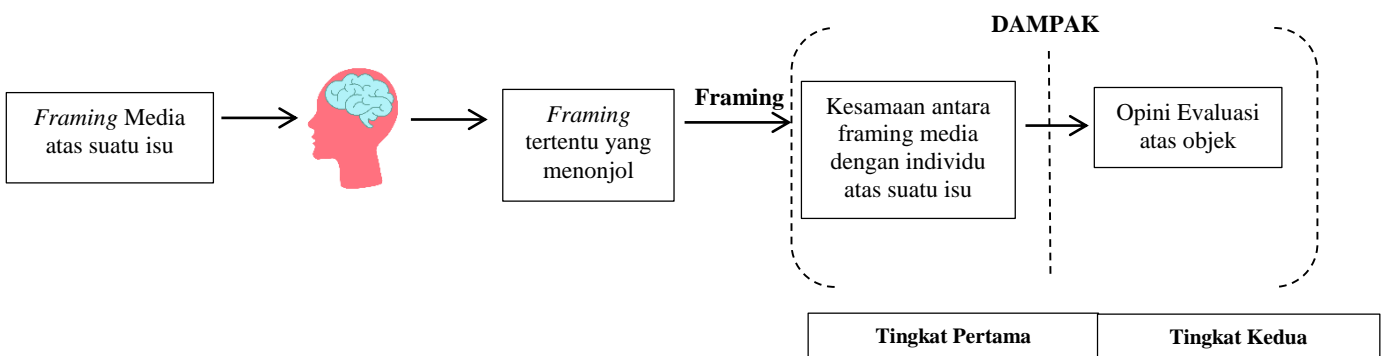 DAMPAK
Framing Media
atas suatu isu
Framing
tertentu yang
menonjol
Framing
Kesamaan antara
framing media
dengan individu
atas suatu isu
Opini Evaluasi
atas objek
Tingkat Pertama
Tingkat Kedua